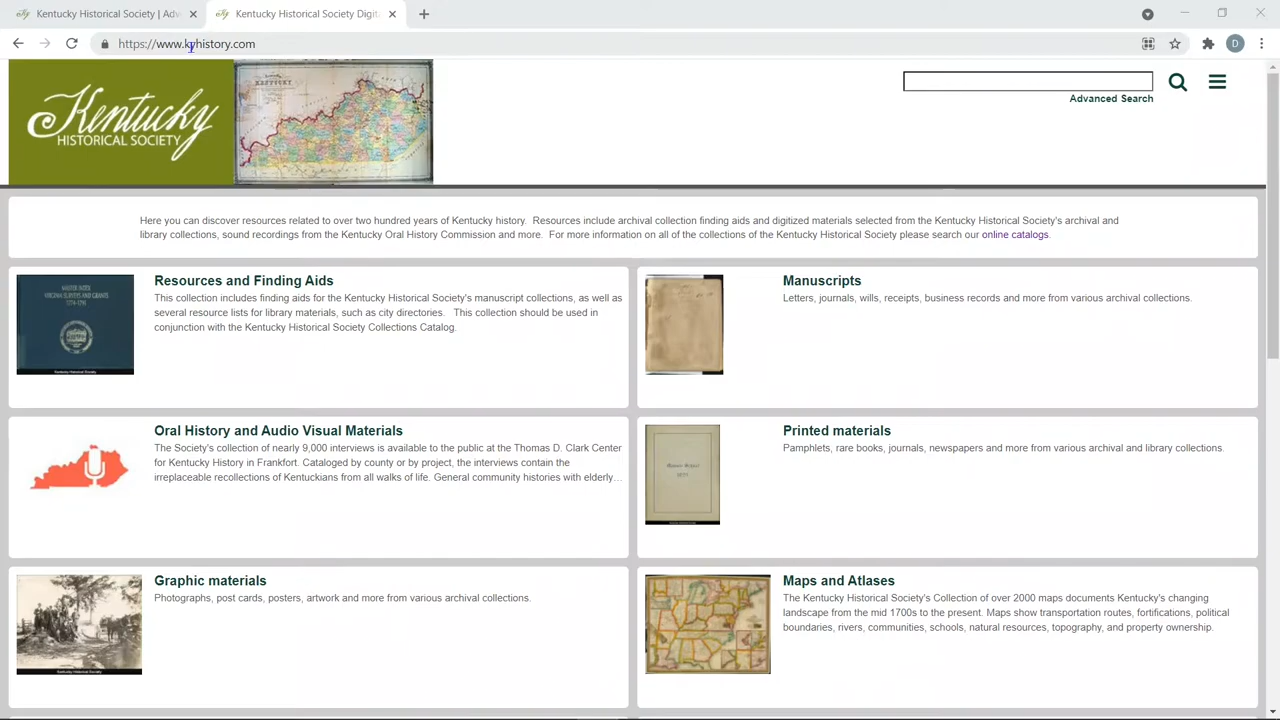 Kentucky Historical Society | Adv
Kentucky Historical Society Digit
https://www.kyhistory.com
D
Kentucky
HISTORICAL SOCIETY
Advanced Search
Here you can discover resources related to over two hundred years of Kentucky history. Resources include archival collection finding aids and digitized materials selected from the Kentucky Historical Society's archival and
library collections, sound recordings from the Kentucky Oral History Commission and more. For more information on all of the collections of the Kentucky Historical Society please search our online catalogs.
Resources and Finding Aids
This collection includes finding aids for the Kentucky Historical Society's manuscript collections, as well as
several resource lists for library materials, such as city directories. This collection should be used in
conjunction with the Kentucky Historical Society Collections Catalog.
Kentucky Historical Society
Manuscripts
Letters, journals, wills, receipts, business records and more from various archival collections.
Oral History and Audio Visual Materials
The Society's collection of nearly 9,000 interviews is available to the public at the Thomas D. Clark Center
for Kentucky History in Frankfort. Cataloged by county or by project, the interviews contain the
irreplaceable recollections of Kentuckians from all walks of life. General community histories with elderly...
Printed materials
Pamphlets, rare books, journals, newspapers and more from various archival and library collections.
Graphic materials
Photographs, post cards, posters, artwork and more from various archival collections.
Kentucky Historical Society
Maps and Atlases
The Kentucky Historical Society's Collection of over 2000 maps documents Kentucky's changing
landscape from the mid 1700s to the present. Maps show transportation routes, fortifications, political
boundaries, rivers, communities, schools, natural resources, topography, and property ownership.